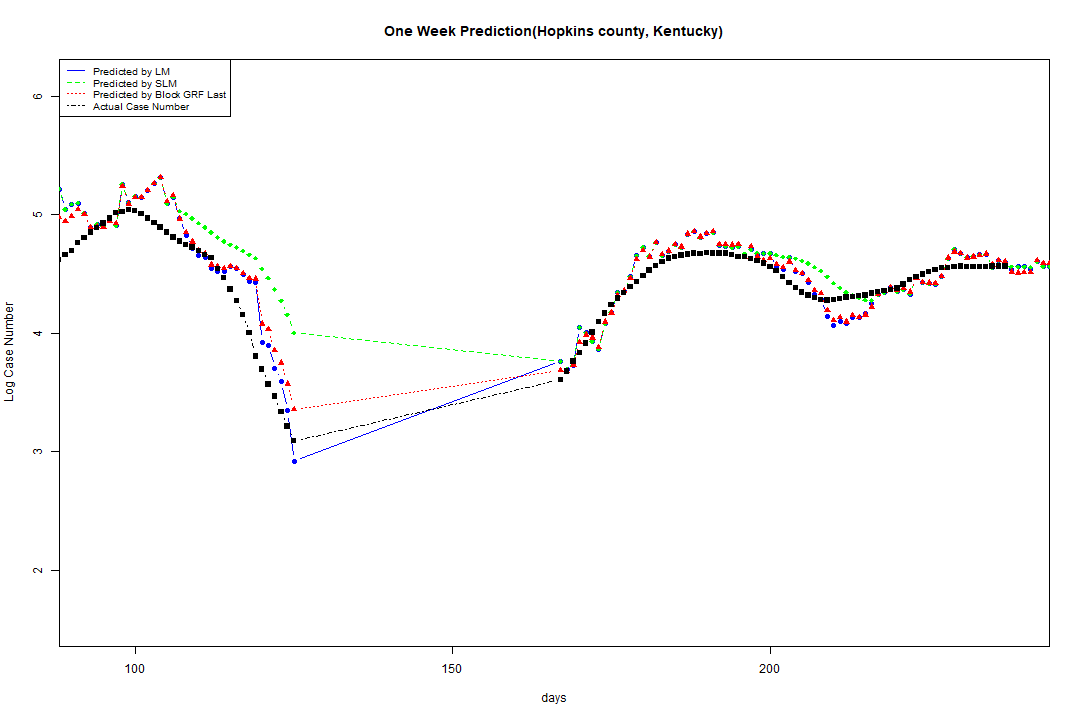 One Week Prediction(Hopkins county, Kentucky)
Predicted by LM
Predicted by SLM
Predicted by Block GRF Last
Actual Case Number
6
5
4
3
2
Log Case Number
100 150 200
days